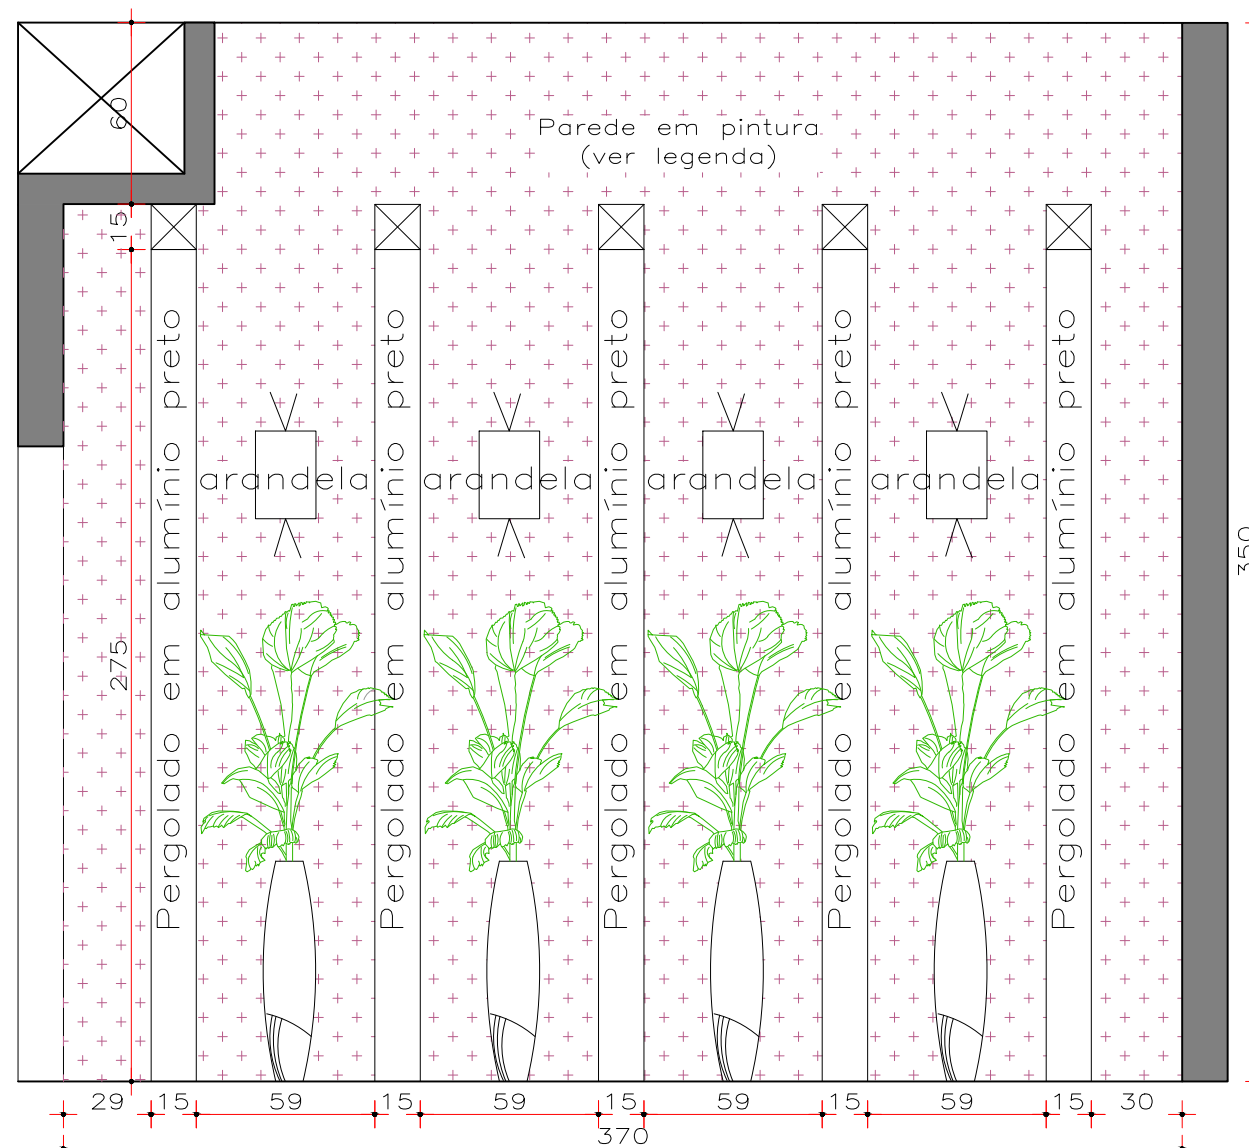 60
Parede em pintura
(ver legenda)
15
Pergolado em alumínio preto
Pergolado em alumínio preto
Pergolado em alumínio preto
Pergolado em alumínio preto
Pergolado em alumínio preto
arandela
arandela
arandela
arandela
350
275
29 15 59 15 59 15 59 15 59 15 30
370